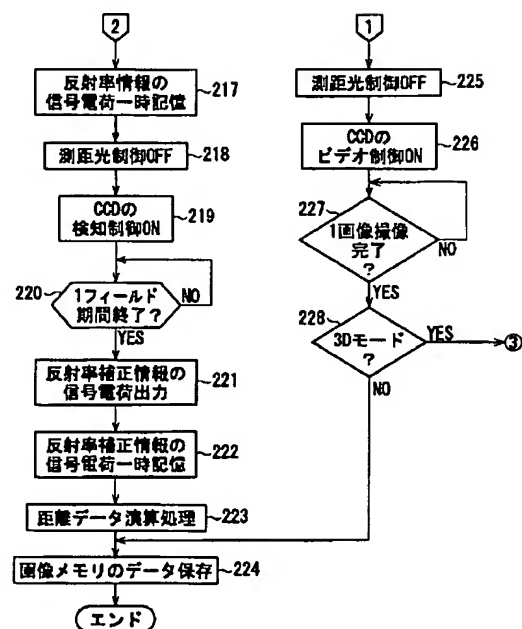 2
反射率情報の
信号電荷一時記憶
217
測距光制御OFF
218
CCDの
検知制御ON
219
220
1フィールド
期間終了?
NO
YES
反射率補正情報の
信号電荷出力
221
反射率補正情報の
信号電荷一時記憶
222
距離データ演算処理
223
画像メモリのデータ保存
224
エンド
1
測距光制御OFF
225
CCDの
ビデオ制御ON
226
227
1画像撮像
完了
?
NO
YES
228
3Dモード
?
YES
3
NO